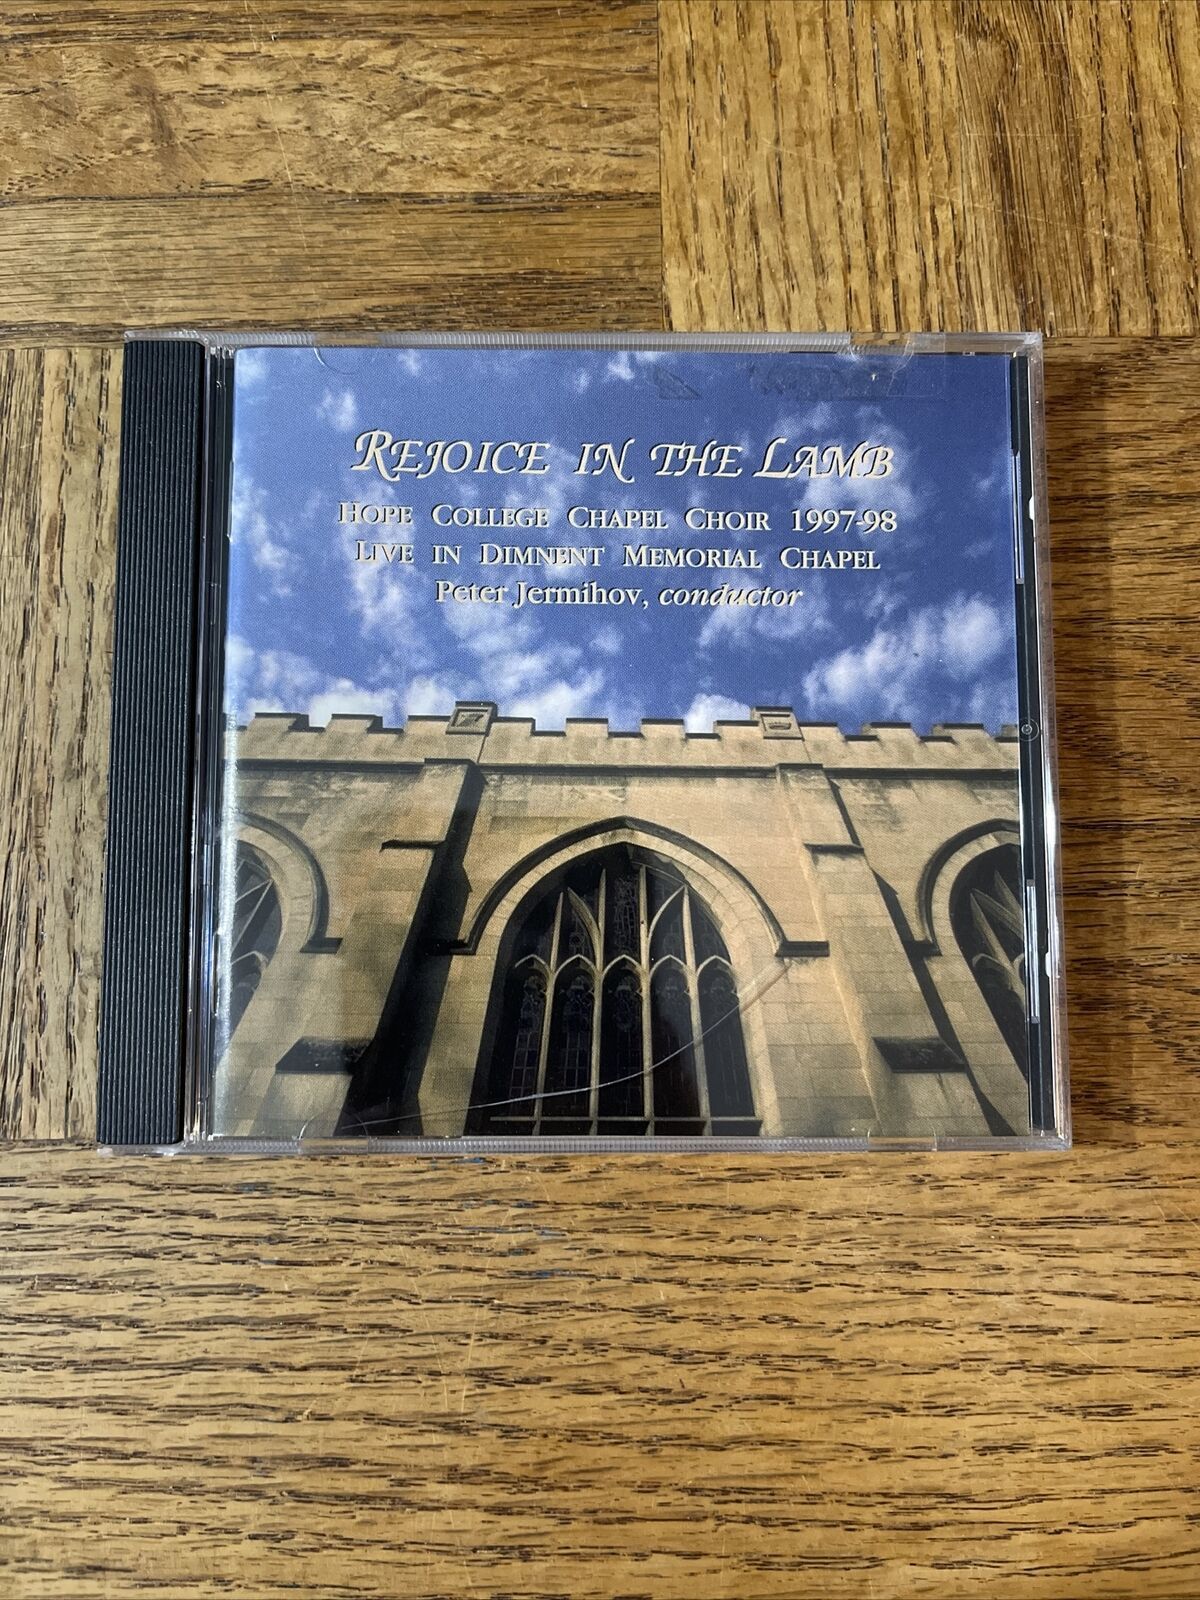 REJOICE IN THE LAMB
HOPE COLLEGE CHAPEL CHOIR 1997-98
LIVE IN DIMNENT MEMORIAL CHAPEL
Peter Jermihov, conductor